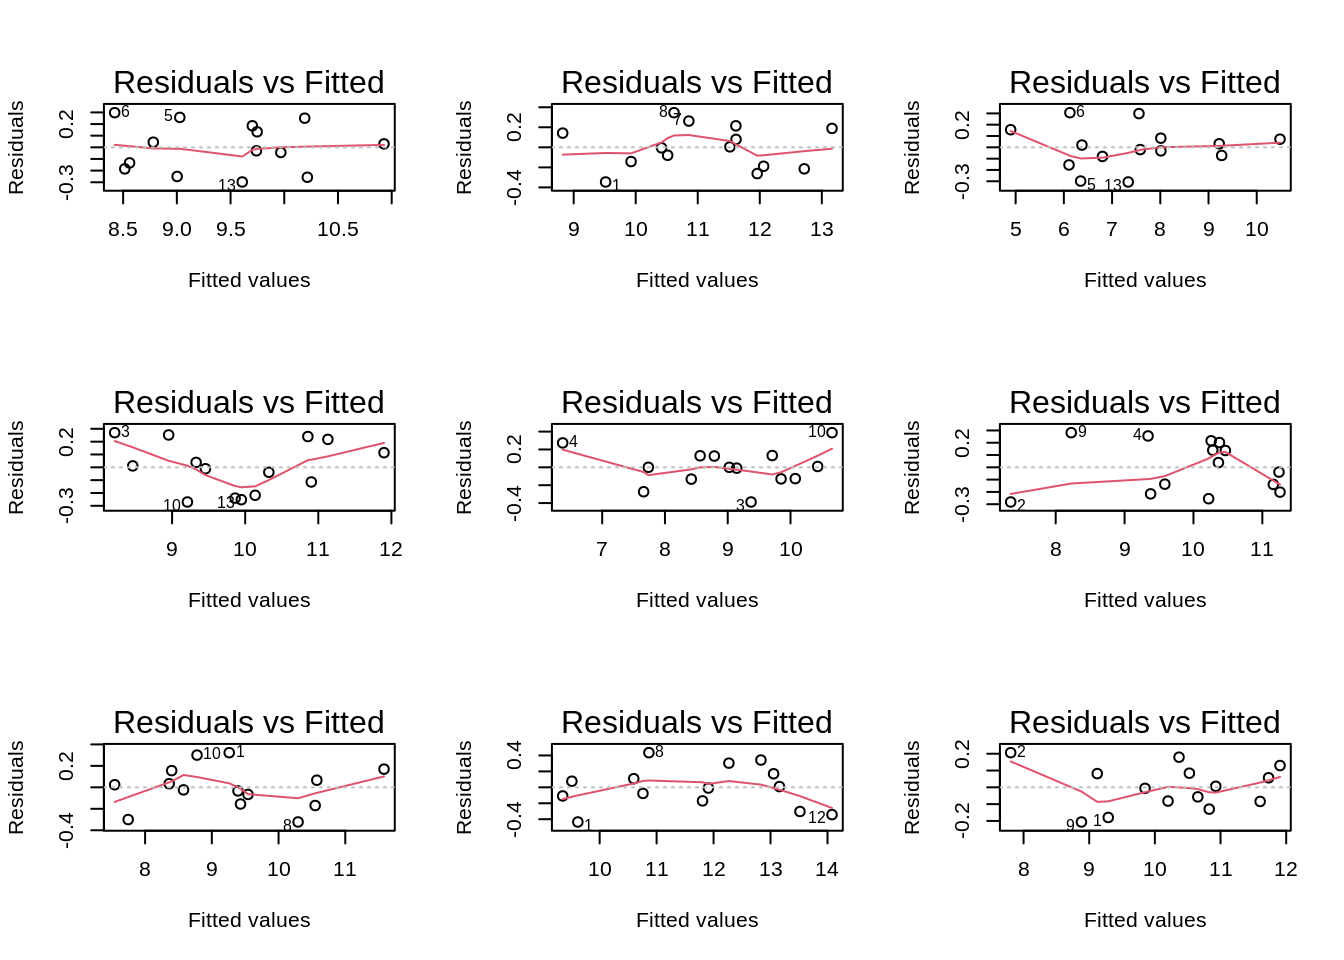 Residuals vs Fitted
Residuals
0.2
-0.3
6
5
13
8.5 9.0 9.5 10.5
Fitted values
Residuals vs Fitted
Residuals
0.2
-0.4
8
7
1
9 10 11 12 13
Fitted values
Residuals vs Fitted
Residuals
0.2
-0.3
6
5
13
5 6 7 8 9 10
Fitted values
Residuals vs Fitted
Residuals
0.2
-0.3
3
10
13
9 10 11 12
Fitted values
Residuals vs Fitted
Residuals
0.2
-0.4
4
10
3
7 8 9 10
Fitted values
Residuals vs Fitted
Residuals
0.2
-0.3
9
4
2
8 9 10 11
Fitted values
Residuals vs Fitted
Residuals
0.2
-0.4
10
1
8
8 9 10 11
Fitted values
Residuals vs Fitted
Residuals
0.4
-0.4
8
1
12
10 11 12 13 14
Fitted values
Residuals vs Fitted
Residuals
0.2
-0.2
2
9
1
8 9 10 11 12
Fitted values